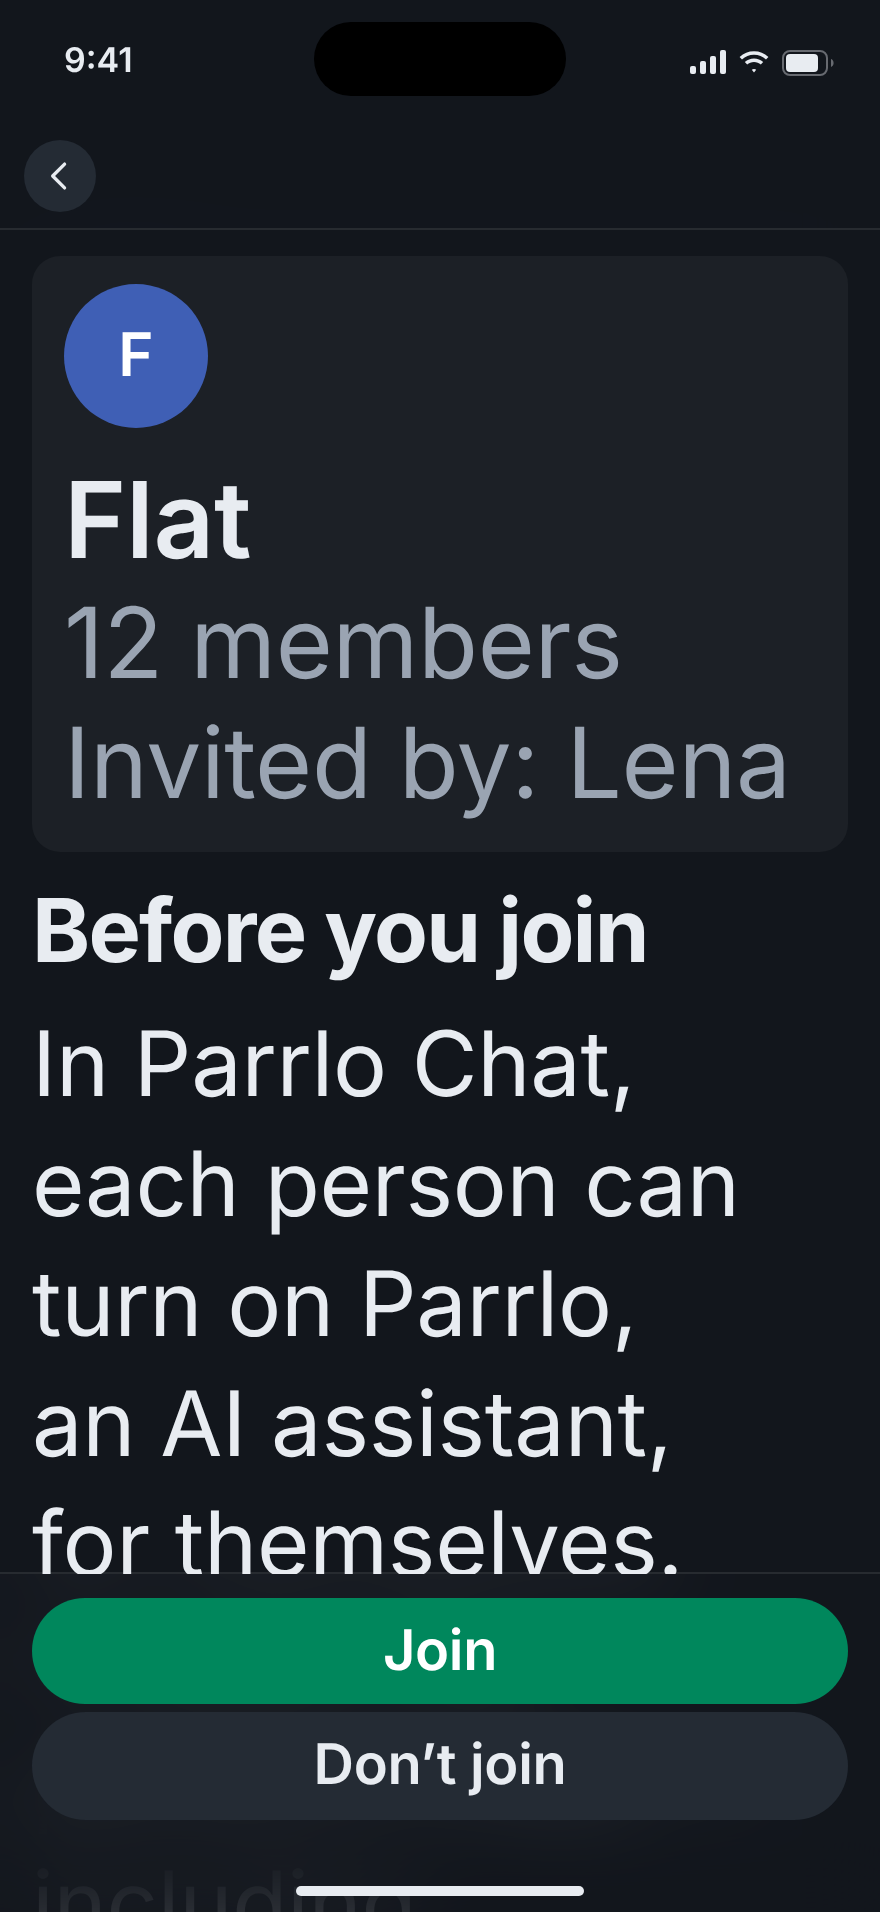 9:41
F
Flat
12 members
Invited by: Lena
Before you join
In Parrlo Chat,
each person can
turn on Parrlo,
an AI assistant,
for themselves.
Join
Don’t join
including